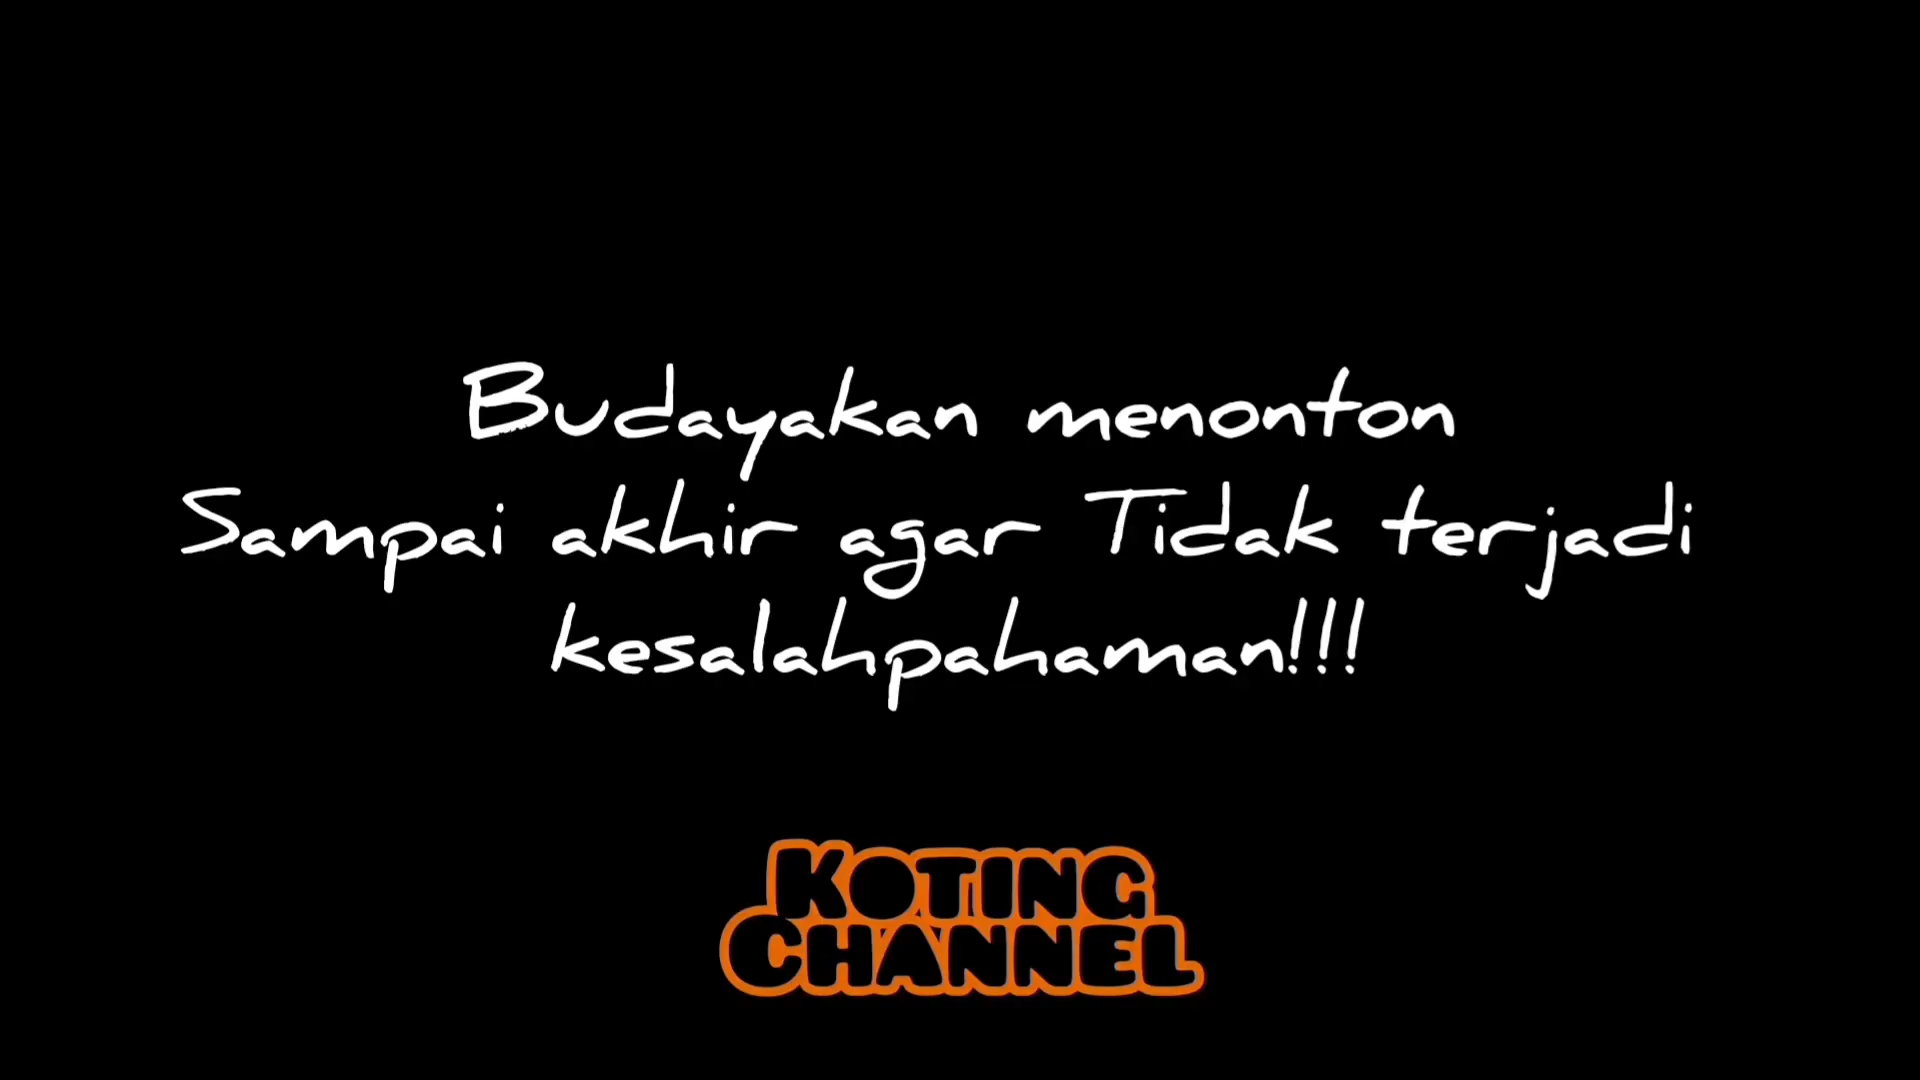 Budayakan menonton
Sampai akhir agar Tidak terjadi
kesalahpahaman!!!
KOTING
CHANNEL